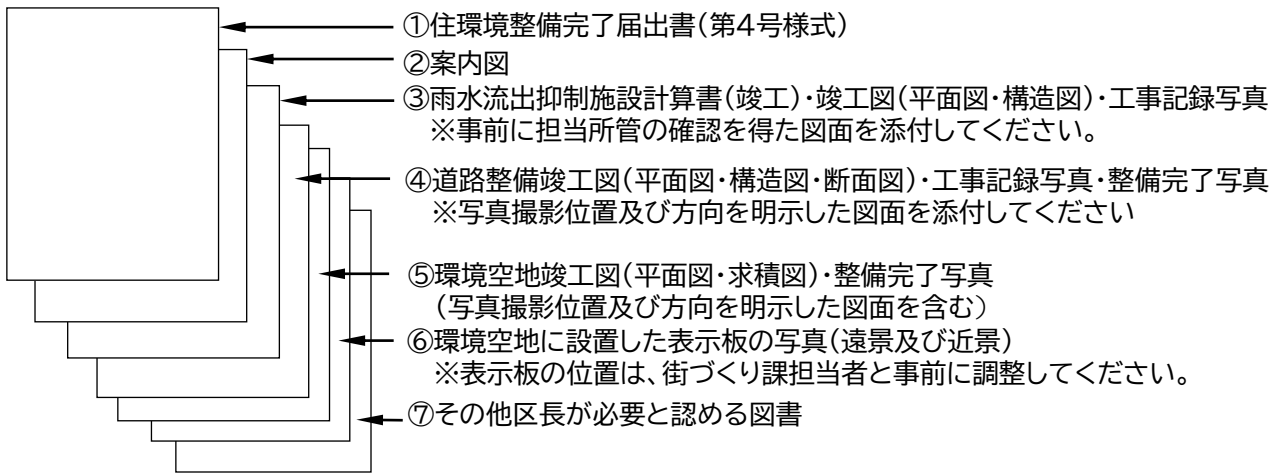 ①住環境整備完了届出書(第4号様式)
②案内図
③雨水流出抑制施設計算書(竣工)・竣工図(平面図・構造図)・工事記録写真
※事前に担当所管の確認を得た図面を添付してください。
④道路整備竣工図(平面図・構造図・断面図)・工事記録写真・整備完了写真
※写真撮影位置及び方向を明示した図面を添付してください
⑤環境空地竣工図(平面図・求積図)・整備完了写真
(写真撮影位置及び方向を明示した図面を含む)
⑥環境空地に設置した表示板の写真(遠景及び近景)
※表示板の位置は、街づくり課担当者と事前に調整してください。
⑦その他区長が必要と認める図書